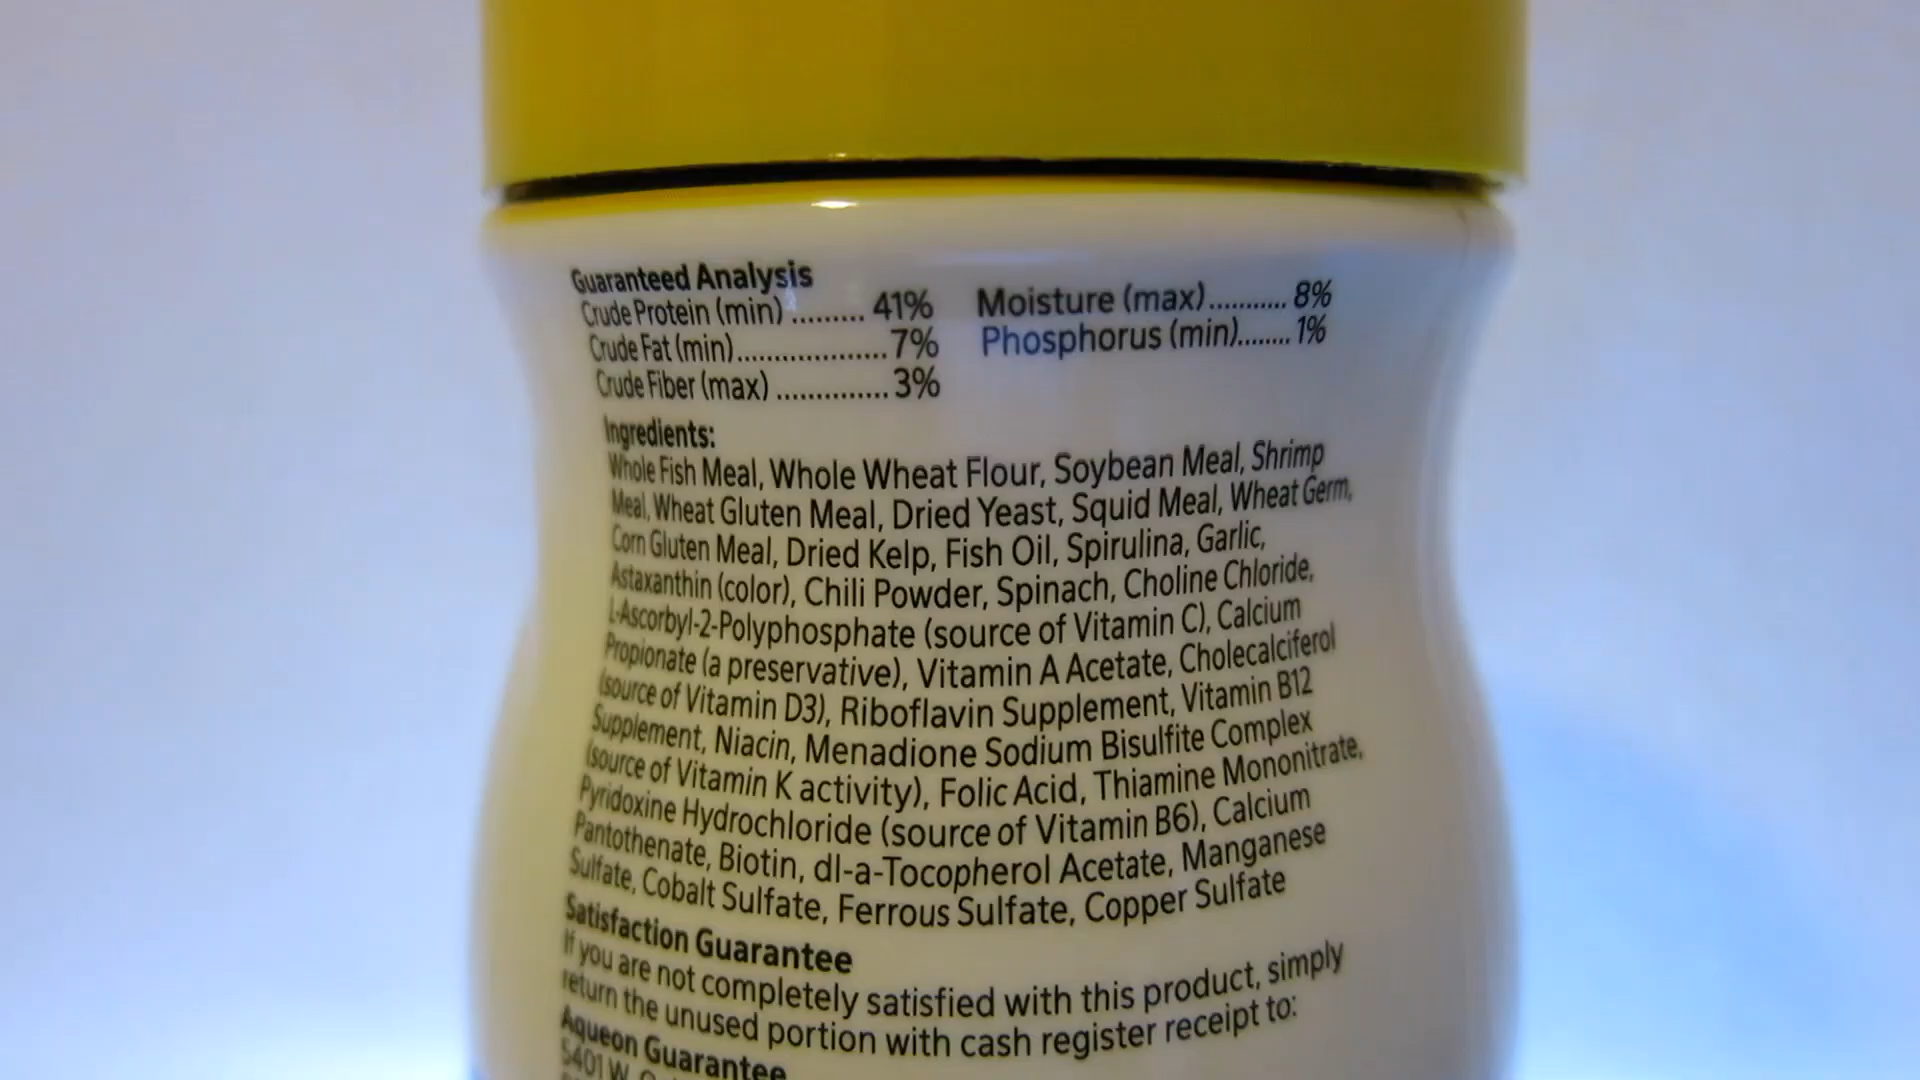 Guaranteed Analysis
Crude Protein (min) ......... 41%
Crude Fat (min)................... 7%
Crude Fiber (max) .............. 3%
Moisture (max)........... 8%
Phosphorus (min)........ 1%
Ingredients:
Whole Fish Meal, Whole Wheat Flour, Soybean Meal, Shrimp
Meal, Wheat Gluten Meal, Dried Yeast, Squid Meal, Wheat Germ,
Corn Gluten Meal, Dried Kelp, Fish Oil, Spirulina, Garlic,
Astaxanthin (color), Chili Powder, Spinach, Choline Chloride,
L-Ascorbyl-2-Polyphosphate (source of Vitamin C), Calcium
Propionate (a preservative), Vitamin A Acetate, Cholecalciferol
(source of Vitamin D3), Riboflavin Supplement, Vitamin B12
Supplement, Niacin, Menadione Sodium Bisulfite Complex
(source of Vitamin K activity), Folic Acid, Thiamine Mononitrate,
Pyridoxine Hydrochloride (source of Vitamin B6), Calcium
Pantothenate, Biotin, dl-a-Tocopherol Acetate, Manganese
Sulfate, Cobalt Sulfate, Ferrous Sulfate, Copper Sulfate
Satisfaction Guarantee
If you are not completely satisfied with this product, simply
return the unused portion with cash register receipt to:
Aqueon Guarantee
5401 W.